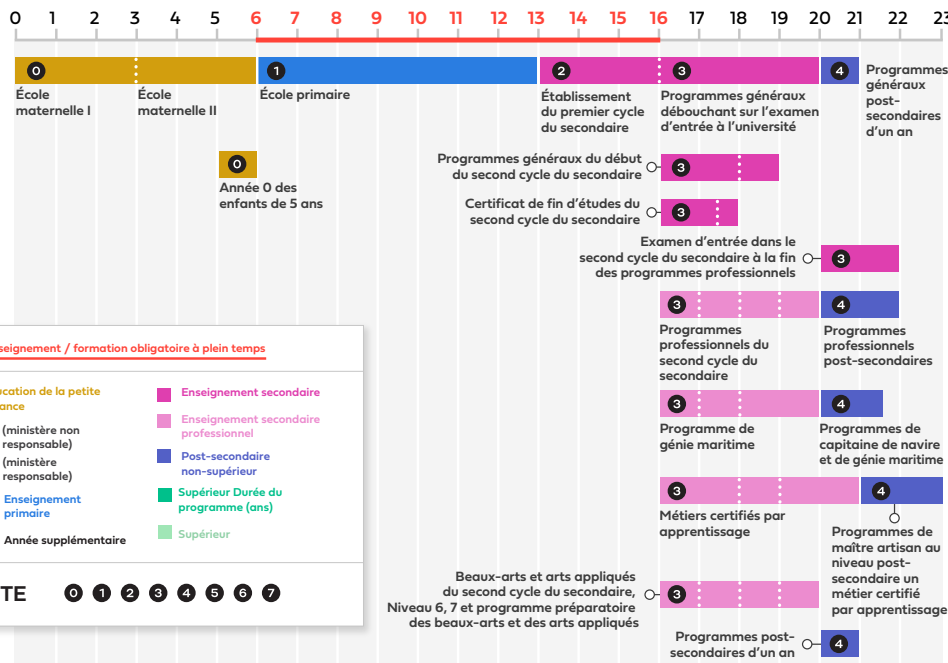 0 1 2 3 4 5 6 7 8 9 10 11 12 13 14 15 16 17 18 19 20 21 22 23
0 1 2 3 4
École
maternelle I
École
maternelle II
École primaire
Établissement
du premier cycle
du secondaire
Programmes généraux
débouchant sur l’examen
d’entrée à l’université
Programmes
généraux
post-
secondaires
d’un an
0
Année 0 des
enfants de 5 ans
Programmes généraux du début
du second cycle du secondaire
3
Certificat de fin d’études du
second cycle du secondaire
3
Examen d’entrée dans le
second cycle du secondaire à la fin
des programmes professionnels
3
3 4
Programmes
professionnels du
second cycle du
secondaire
Programmes
professionnels
post-secondaires
3 4
Programme de
génie maritime
Programmes de
capitaine de navire
et de génie maritime
3 4
Métiers certifiés par
apprentissage
Programmes de
maître artisan au
niveau post-
secondaire un
métier certifié
par apprentissage
Beaux-arts et arts appliqués
du second cycle du secondaire,
Niveau 6, 7 et programme préparatoire
des beaux-arts et des arts appliqués
3
Programmes post-
secondaires d’un an
4
seignement / formation obligatoire à plein temps
ucation de la petite
ance
(ministère non
responsable)
(ministère
responsable)
Enseignement
primaire
Année supplémentaire
Enseignement secondaire
Enseignement secondaire
professionnel
Post-secondaire
non-supérieur
Supérieur Durée du
programme (ans)
Supérieur
TE 0 1 2 3 4 5 6 7